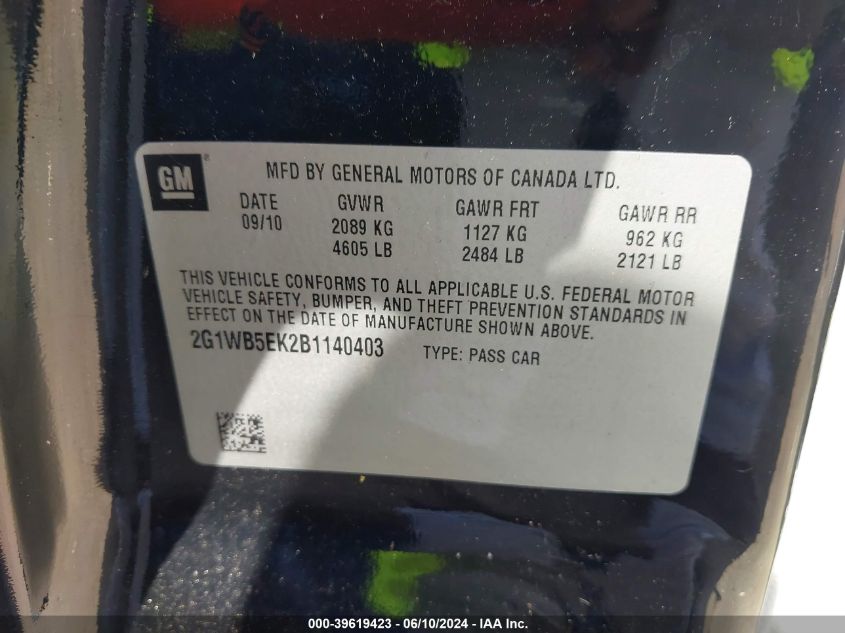 GM ®
MFD BY GENERAL MOTORS OF CANADA LTD.
DATE GVWR GAWR FRT GAWR RR
09/10 2089 KG 1127 KG 962 KG
4605 LB 2484 LB 2121 LB
THIS VEHICLE CONFORMS TO ALL APPLICABLE U.S. FEDERAL MOTOR
VEHICLE SAFETY, BUMPER, AND THEFT PREVENTION STANDARDS IN
EFFECT ON THE DATE OF MANUFACTURE SHOWN ABOVE.
2G1WB5EK2B1140403 TYPE: PASS CAR
000-39619423 - 06/10/2024 - IAA Inc.